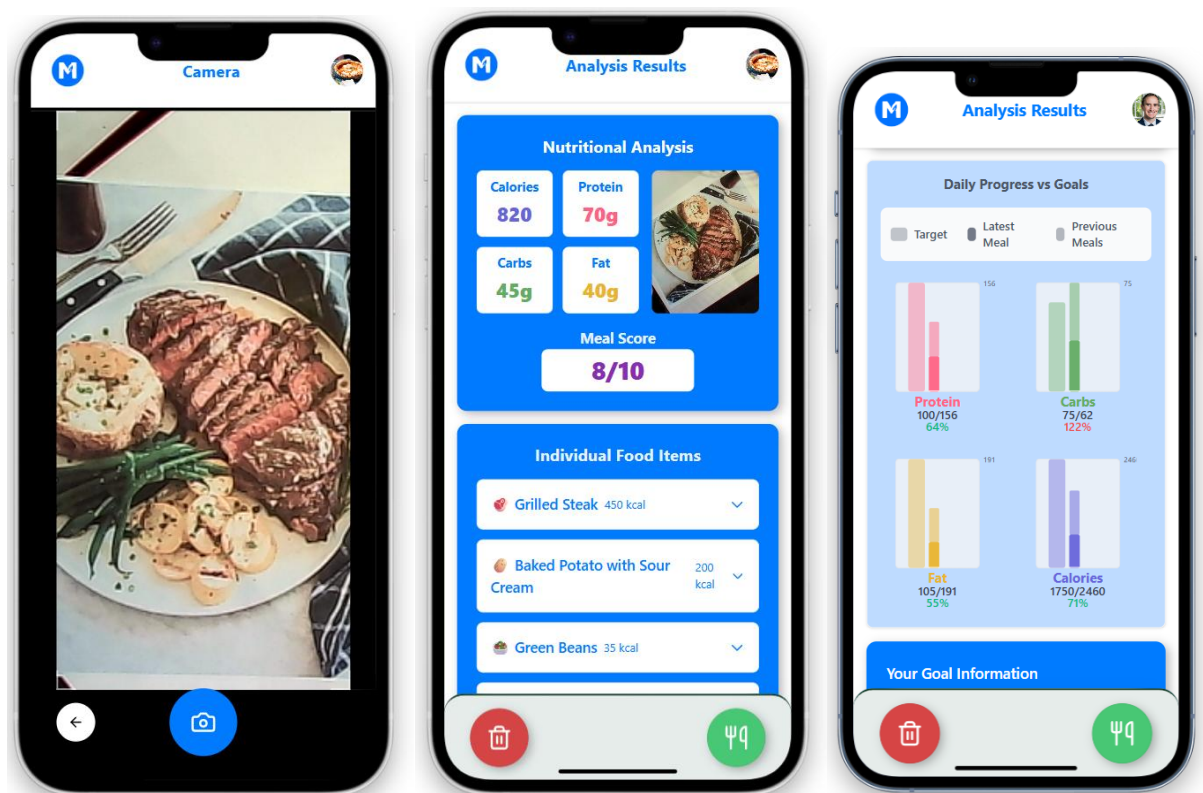 M
Camera
M
Analysis Results
Nutritional Analysis
Calories
820
Protein
70g
Carbs
45g
Fat
40g
Meal Score
8/10
Individual Food Items
Grilled Steak 450 kcal
Baked Potato with Sour
Cream
200
kcal
Green Beans 35 kcal
M
Analysis Results
Daily Progress vs Goals
Target
Latest
Meal
Previous
Meals
156
Protein
100/156
64%
75
Carbs
75/62
122%
191
Fat
105/191
55%
246
Calories
1750/2460
71%
Your Goal Information